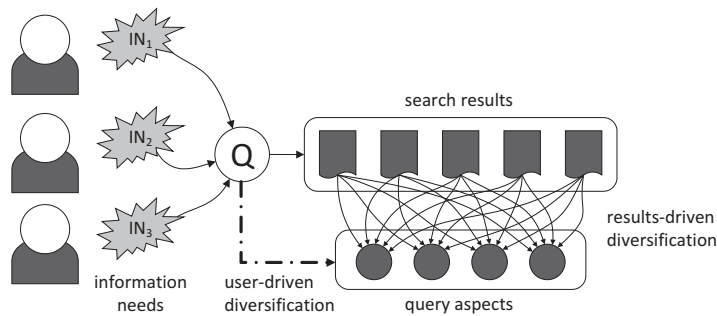 IN1
IN2
IN3
Q
search results
results-driven
diversification
information
needs
user-driven
diversification
query aspects